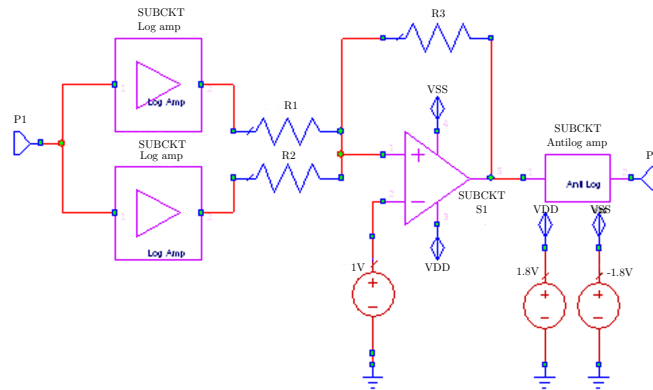 SUBCKT
Log amp
Log Amp
SUBCKT
Log amp
Log Amp
P1
R1
R2
R3
VSS
VDD
SUBCKT
S1
1V
SUBCKT
Antilog amp
Anti Log
P
VDD
VSS
1.8V
-1.8V